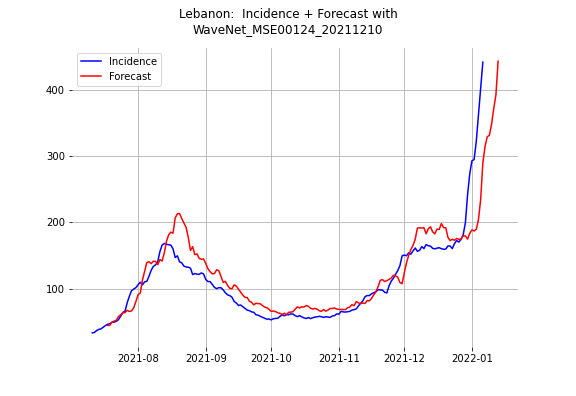 Lebanon:  Incidence + Forecast with
WaveNet_MSE00124_20211210
Incidence
Forecast
400
300
200
100
2021-08 2021-09 2021-10 2021-11 2021-12 2022-01